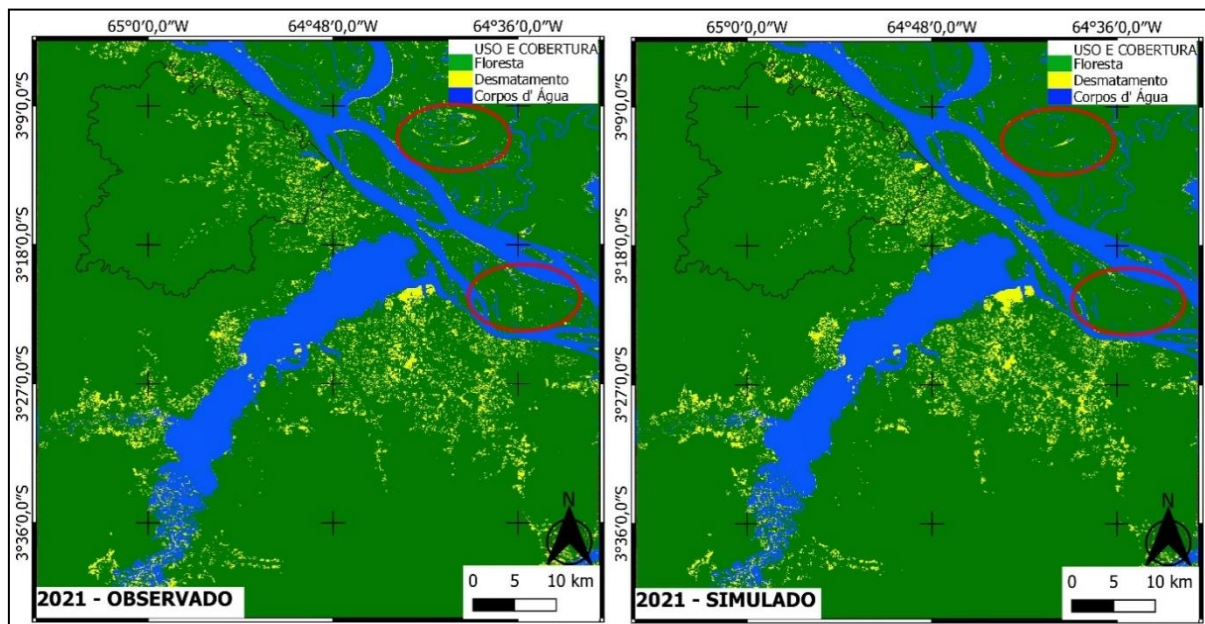 65°0'0,0"W 64°48'0,0"W 64°36'0,0"W
USO E COBERTURA
Floresta
Desmatamento
Corpos d' Água
3°9'0,0"S
3°18'0,0"S
3°27'0,0"S
3°36'0,0"S
N
0 5 10 km
2021 - OBSERVADO
65°0'0,0"W 64°48'0,0"W 64°36'0,0"W
USO E COBERTURA
Floresta
Desmatamento
Corpos d' Água
3°9'0,0"S
3°18'0,0"S
3°27'0,0"S
3°36'0,0"S
N
0 5 10 km
2021 - SIMULADO